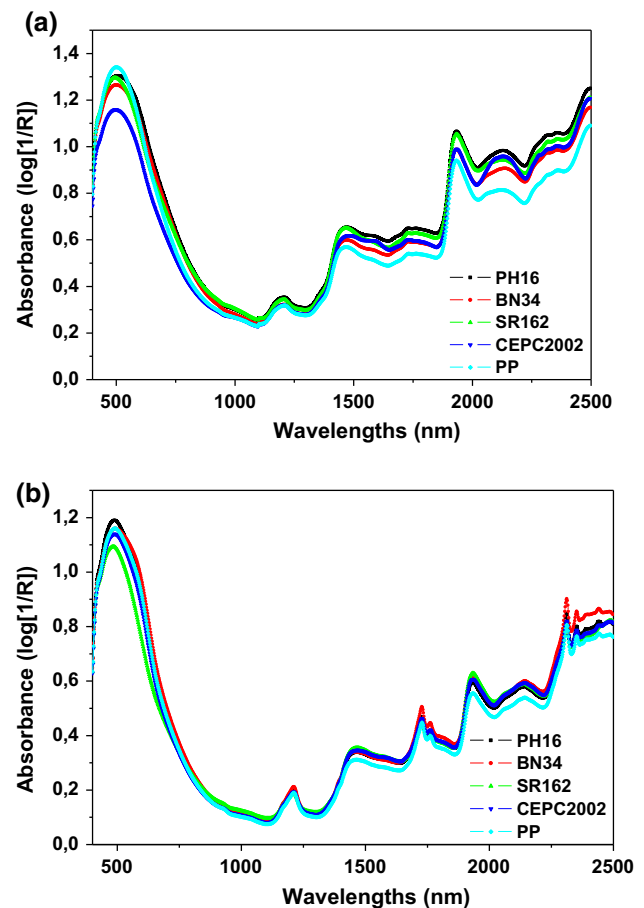 (a)
1,4
1,2
1,0
0,8
0,6
0,4
0,2
0,0
Absorbance (log[1/R])
PH16
BN34
SR162
CEPC2002
PP
500 1000 1500 2000 2500
Wavelengths (nm)
(b)
1,2
1,0
0,8
0,6
0,4
0,2
0,0
Absorbance (log[1/R])
PH16
BN34
SR162
CEPC2002
PP
500 1000 1500 2000 2500
Wavelengths (nm)